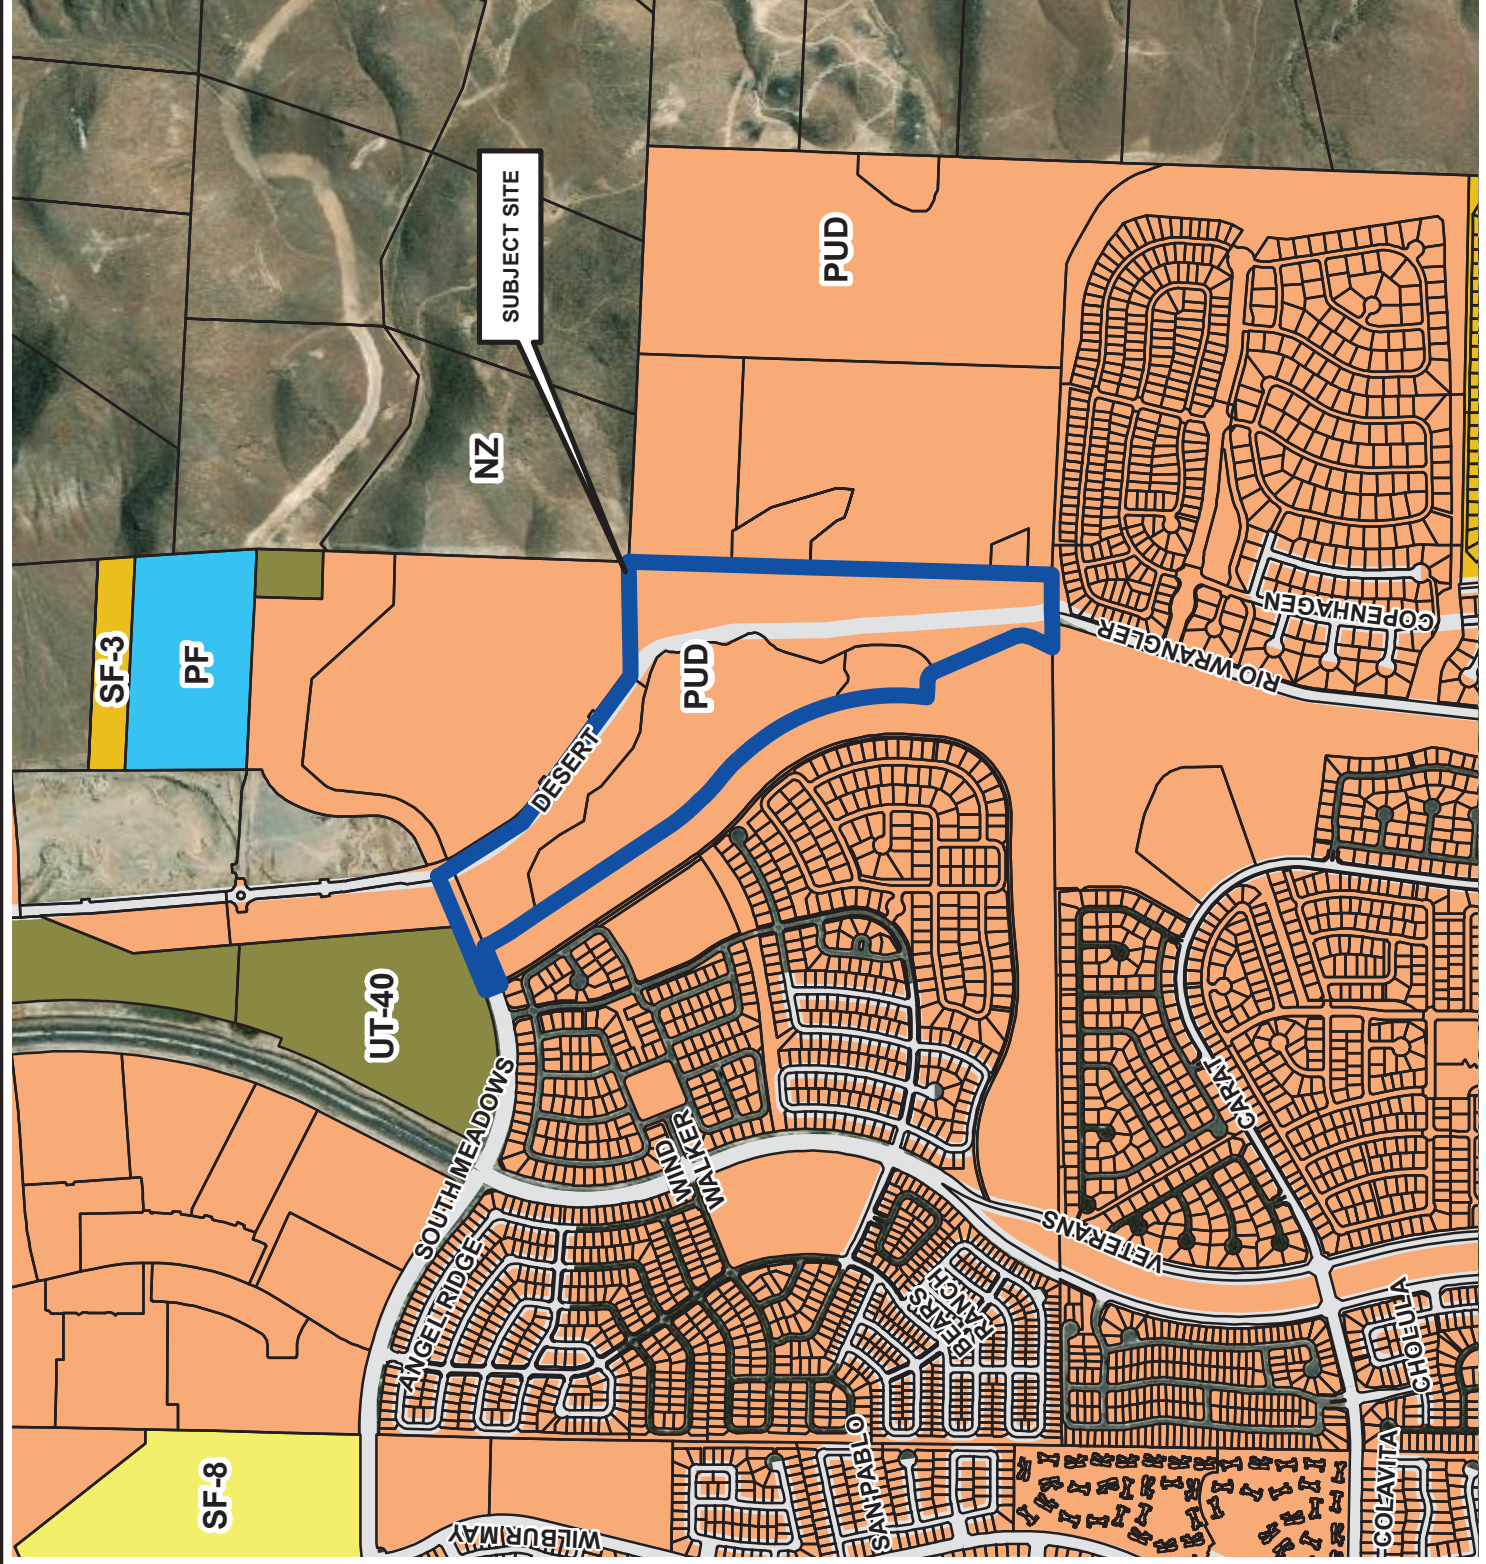 SUBJECT SITE
PUD
NZ
SF-3
PF
PUD
DESERT
COPENHAGEN
RIO WRANGLER
UT-40
SOUTH MEADOWS
WIND
WALKER
CARAT
VETERANS
ANGEL RIDGE
BEARS
RANCH
CHOLULA
SF-8
SAN PABLO
COLAVITA
WILBUR MAY